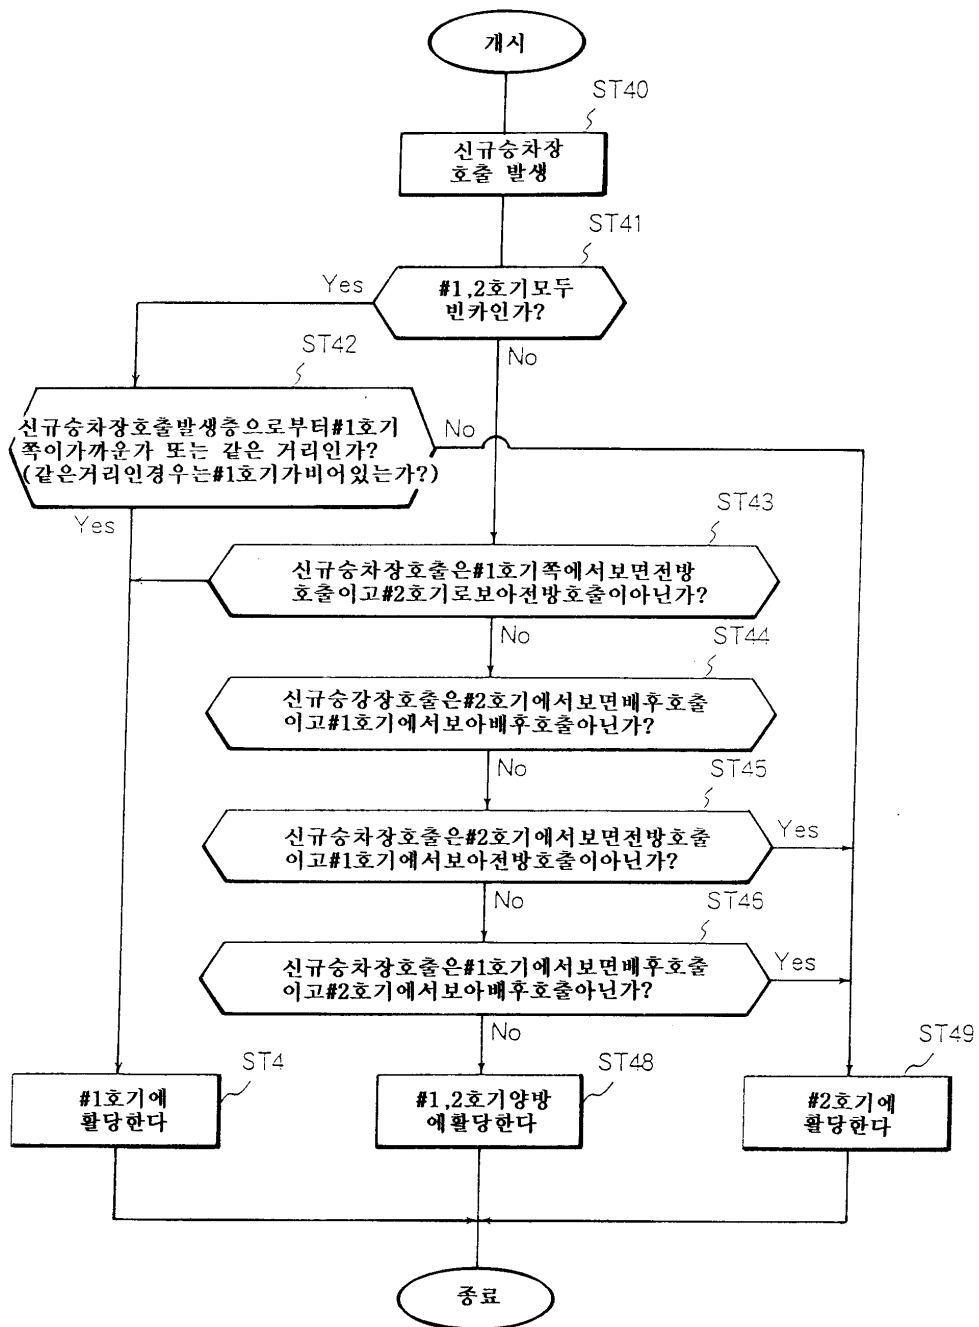 개시
ST40
신규승차장
호출 발생
ST41
#1,2호기모두
빈카인가?
Yes
No
ST42
신규승차장호출발생층으로부터#1호기
쪽이가까운가 또는 같은 거리인가?
(같은거리인경우는#1호기가비어있는가?)
No
Yes
ST43
신규승차장호출은#1호기쪽에서보면전방
호출이고#2호기로보아전방호출이아닌가?
No
ST44
신규승강장호출은#2호기에서보면배후호출
이고#1호기에서보아배후호출아닌가?
No
ST45
신규승차장호출은#2호기에서보면전방호출
이고#1호기에서보아전방호출이아닌가?
Yes
No
ST46
신규승차장호출은#1호기에서보면배후호출
이고#2호기에서보아배후호출아닌가?
Yes
No
ST4
#1호기에
활당한다
ST48
#1,2호기양방
에활당한다
ST49
#2호기에
활당한다
종료